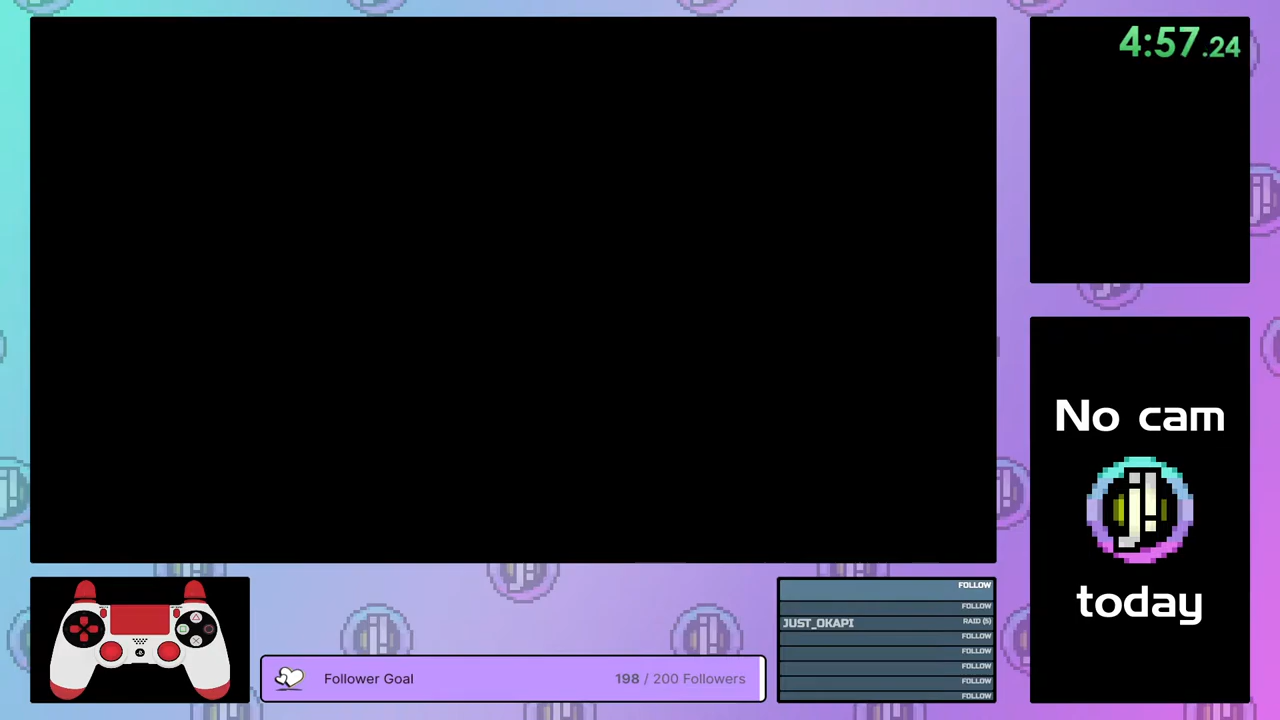 4:57.24
No cam
j!
today
Follower Goal
198 / 200 Followers
FOLLOW
FOLLOW
JUST_OKAPI RAID (5)
FOLLOW
FOLLOW
FOLLOW
FOLLOW
FOLLOW